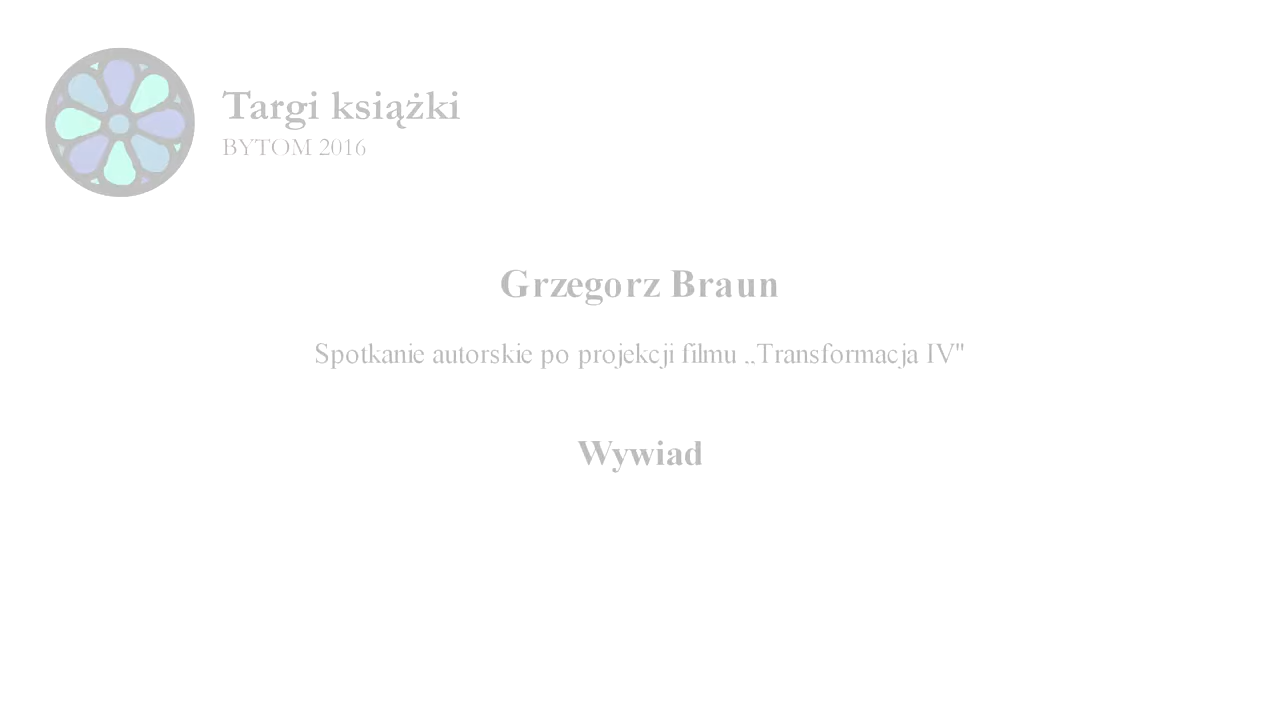 Targi książki
BYTOM 2016
Grzegorz Braun
Spotkanie autorskie po projekcji filmu „Transformacja IV"
Wywiad